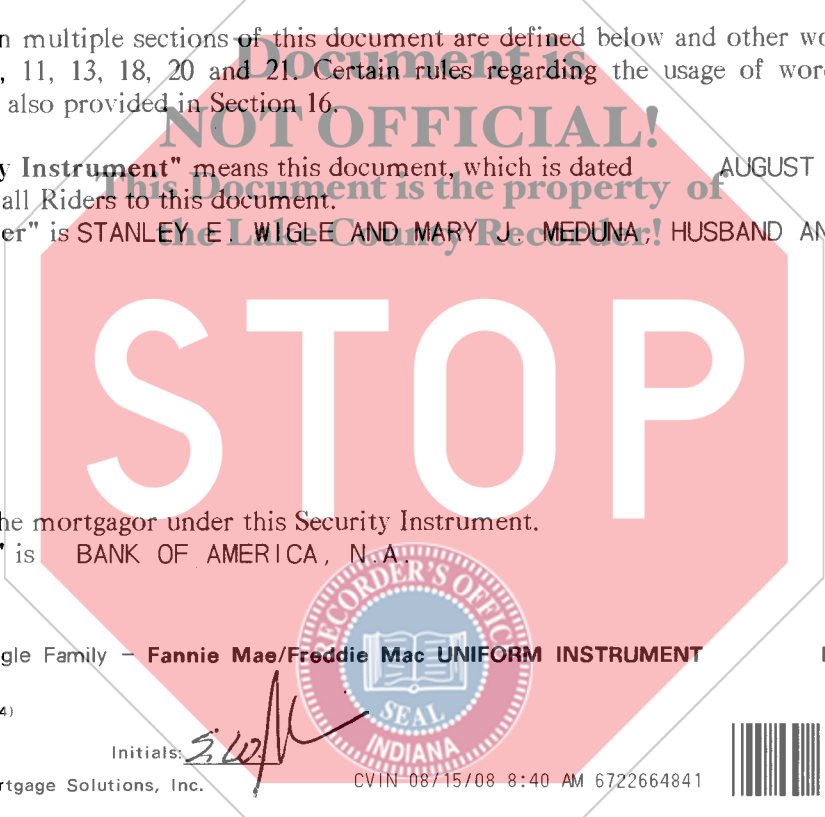 n multiple sections of this document are defined below and other wo
, 11, 13, 18, 20 and 21. Certain rules regarding the usage of wor
also provided in Section 16.
Document is
NOT OFFICIAL!
This Document is the property of
the Lake County Recorder!
y Instrument" means this document, which is dated AUGUST
all Riders to this document.
er" is STANLEY E. WIGLE AND MARY J. MEDUNA, HUSBAND AN
STOP
he mortgagor under this Security Instrument.
" is BANK OF AMERICA, N.A.
RECORDER'S OFFIC
SEAL
INDIANA
gle Family – Fannie Mae/Freddie Mac UNIFORM INSTRUMENT
4)
Initials: S.W.
rtgage Solutions, Inc.
CVIN 08/15/08 8:40 AM 6722664841